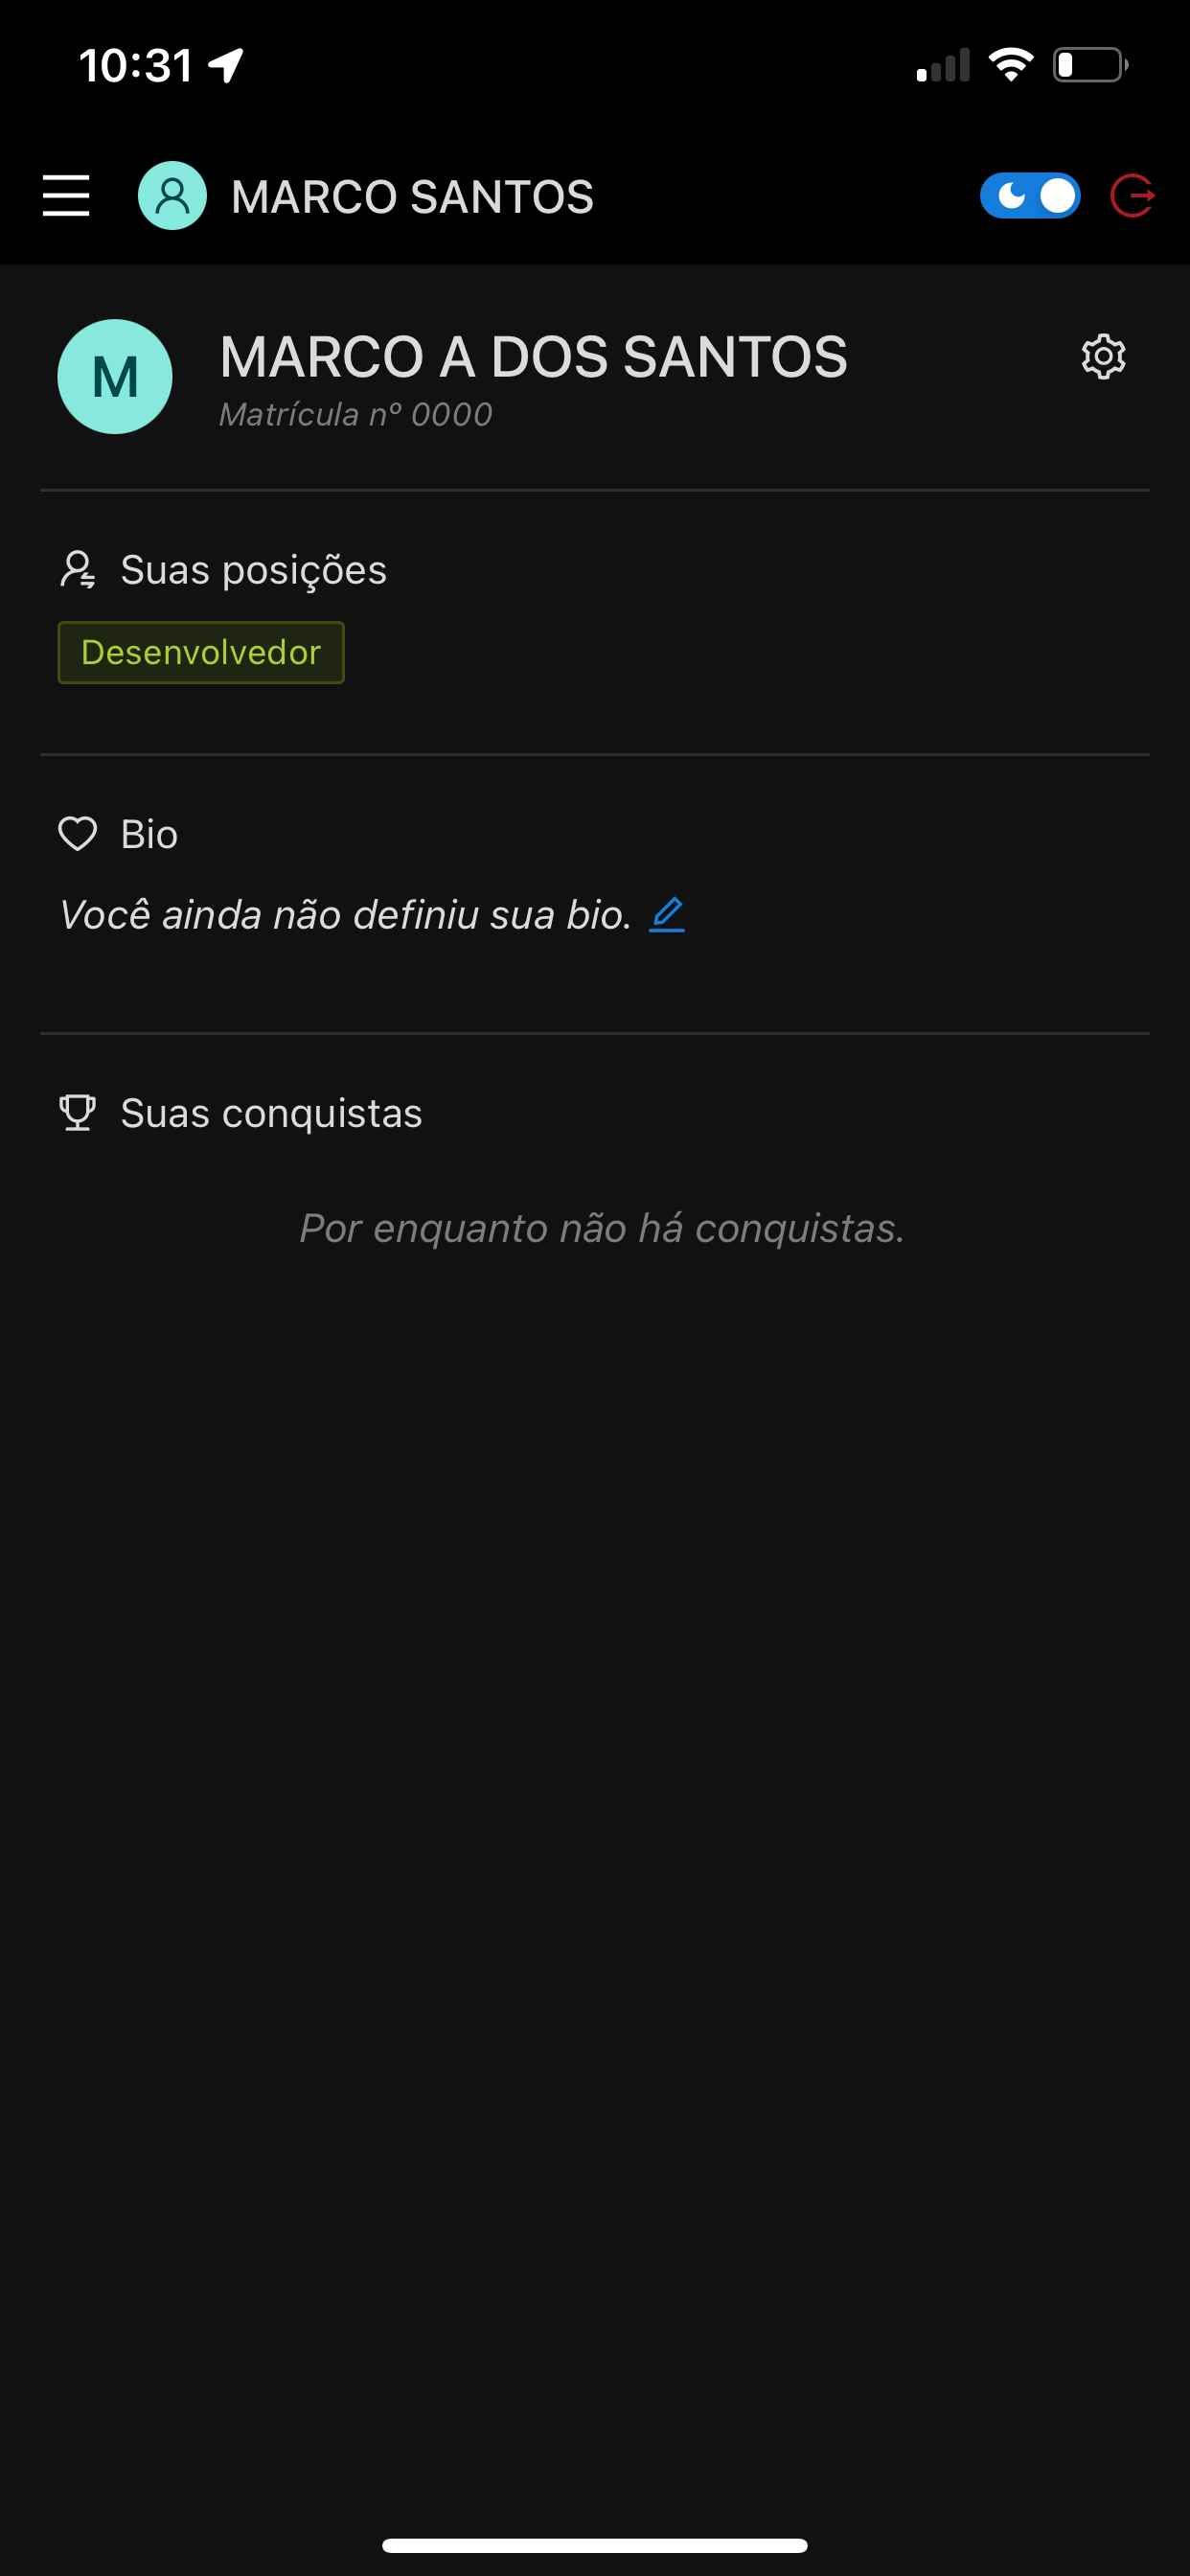 10:31
MARCO SANTOS
M
MARCO A DOS SANTOS
Matrícula nº 0000
Suas posições
Desenvolvedor
Bio
Você ainda não definiu sua bio.
Suas conquistas
Por enquanto não há conquistas.